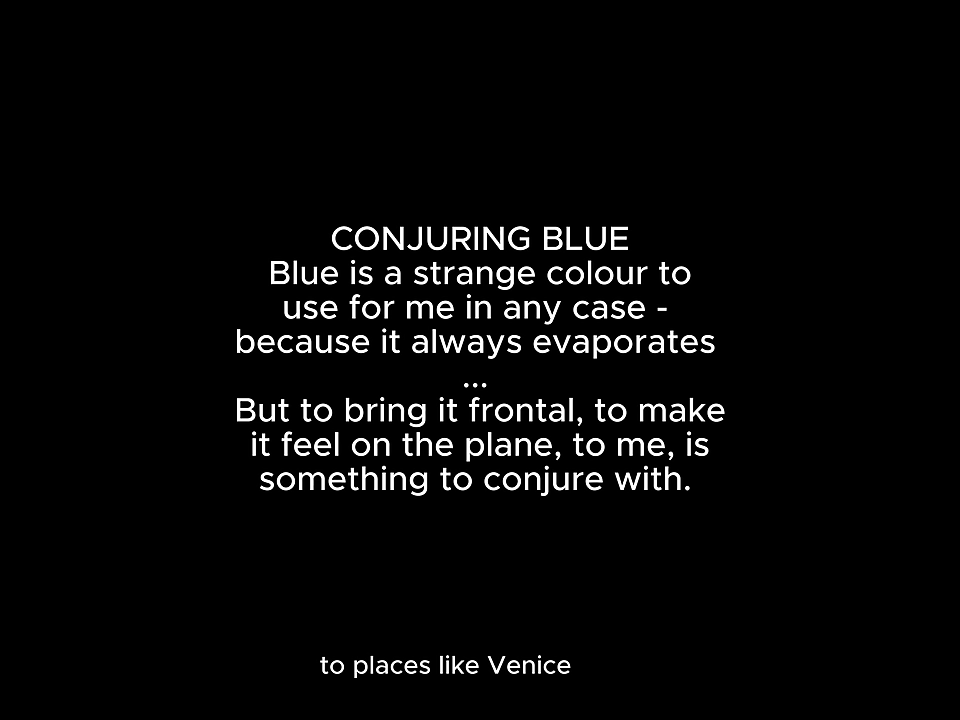 CONJURING BLUE
Blue is a strange colour to
use for me in any case -
because it always evaporates
...
But to bring it frontal, to make
it feel on the plane, to me, is
something to conjure with.
to places like Venice